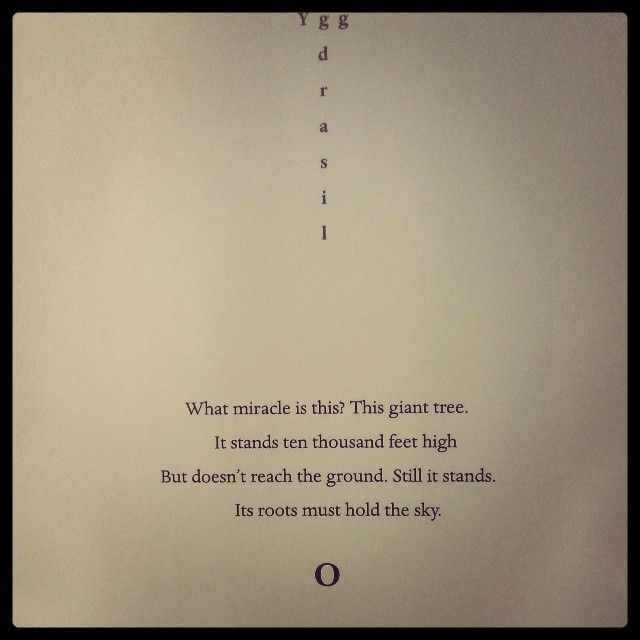 Y g g
d
r
a
s
i
l
What miracle is this? This giant tree.
It stands ten thousand feet high
But doesn't reach the ground. Still it stands.
Its roots must hold the sky.
O